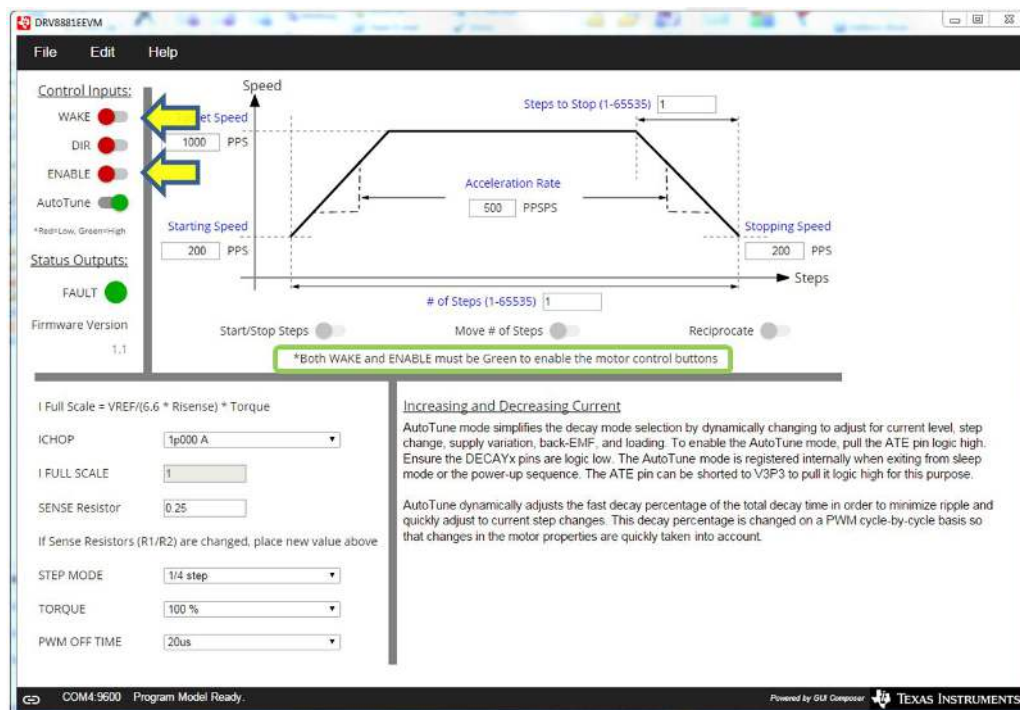 DRV8881EEVM
File Edit Help
Control Inputs:
WAKE
DIR
ENABLE
AutoTune
*Red=Low, Green=High
Status Outputs:
FAULT
Firmware Version
1.1
Speed
et Speed
1000 PPS
Steps to Stop (1-65535) 1
Acceleration Rate
500 PPSPS
Starting Speed
200 PPS
Stopping Speed
200 PPS
Steps
# of Steps (1-65535) 1
Start/Stop Steps Move # of Steps Reciprocate
*Both WAKE and ENABLE must be Green to enable the motor control buttons
I Full Scale = VREF/(6.6 * Risense) * Torque
ICHOP 1p000 A
I FULL SCALE 1
SENSE Resistor 0.25
If Sense Resistors (R1/R2) are changed, place new value above
STEP MODE 1/4 step
TORQUE 100 %
PWM OFF TIME 20us
Increasing and Decreasing Current
AutoTune mode simplifies the decay mode selection by dynamically changing to adjust for current level, step
change, supply variation, back-EMF, and loading. To enable the AutoTune mode, pull the ATE pin logic high.
Ensure the DECAYx pins are logic low. The AutoTune mode is registered internally when exiting from sleep
mode or the power-up sequence. The ATE pin can be shorted to V3P3 to pull it logic high for this purpose.
AutoTune dynamically adjusts the fast decay percentage of the total decay time in order to minimize ripple and
quickly adjust to current step changes. This decay percentage is changed on a PWM cycle-by-cycle basis so
that changes in the motor properties are quickly taken into account.
COM4:9600 Program Model Ready.
Powered by GUI Composer TEXAS INSTRUMENTS